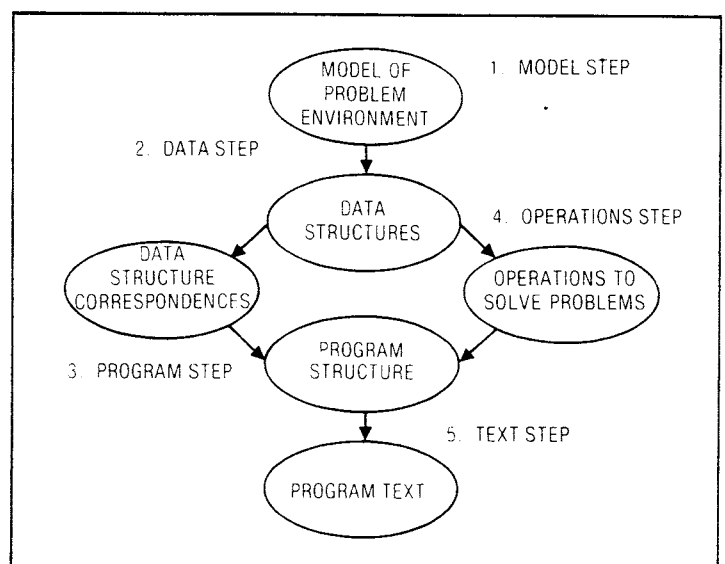 MODEL OF
PROBLEM
ENVIRONMENT
1. MODEL STEP
2. DATA STEP
DATA
STRUCTURES
4. OPERATIONS STEP
DATA
STRUCTURE
CORRESPONDENCES
OPERATIONS TO
SOLVE PROBLEMS
3. PROGRAM STEP
PROGRAM
STRUCTURE
5. TEXT STEP
PROGRAM TEXT